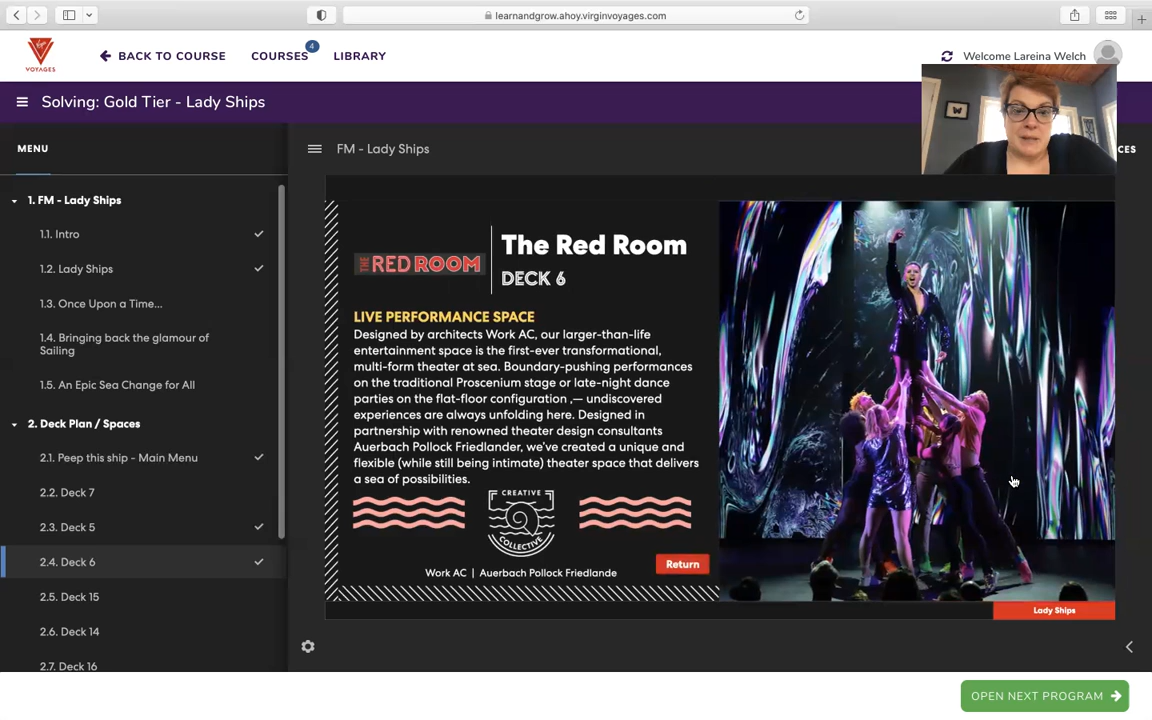 learnandgrow.ahoy.virginvoyages.com
VOYAGES
BACK TO COURSE
COURSES
4
LIBRARY
Welcome Lareina Welch
Solving: Gold Tier - Lady Ships
MENU
FM - Lady Ships
CES
1. FM - Lady Ships
1.1. Intro
1.2. Lady Ships
1.3. Once Upon a Time...
1.4. Bringing back the glamour of
Sailing
1.5. An Epic Sea Change for All
2. Deck Plan / Spaces
2.1. Peep this ship - Main Menu
2.2. Deck 7
2.3. Deck 5
2.4. Deck 6
2.5. Deck 15
2.6. Deck 14
2.7. Deck 16
THE RED ROOM
The Red Room
DECK 6
LIVE PERFORMANCE SPACE
Designed by architects Work AC, our larger-than-life
entertainment space is the first-ever transformational,
multi-form theater at sea. Boundary-pushing performances
on the traditional Proscenium stage or late-night dance
parties on the flat-floor configuration ,— undiscovered
experiences are always unfolding here. Designed in
partnership with renowned theater design consultants
Auerbach Pollock Friedlander, we've created a unique and
flexible (while still being intimate) theater space that delivers
a sea of possibilities.
CREATIVE
COLLECTIVE
Return
Work AC | Auerbach Pollock Friedlande
Lady Ships
OPEN NEXT PROGRAM